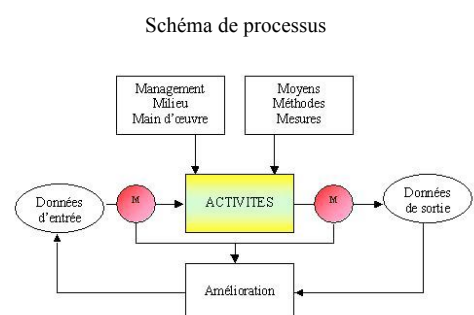 Schéma de processus
Management
Milieu
Main d'œuvre
Moyens
Méthodes
Mesures
Données
d'entrée
M
ACTIVITES
M
Données
de sortie
Amélioration